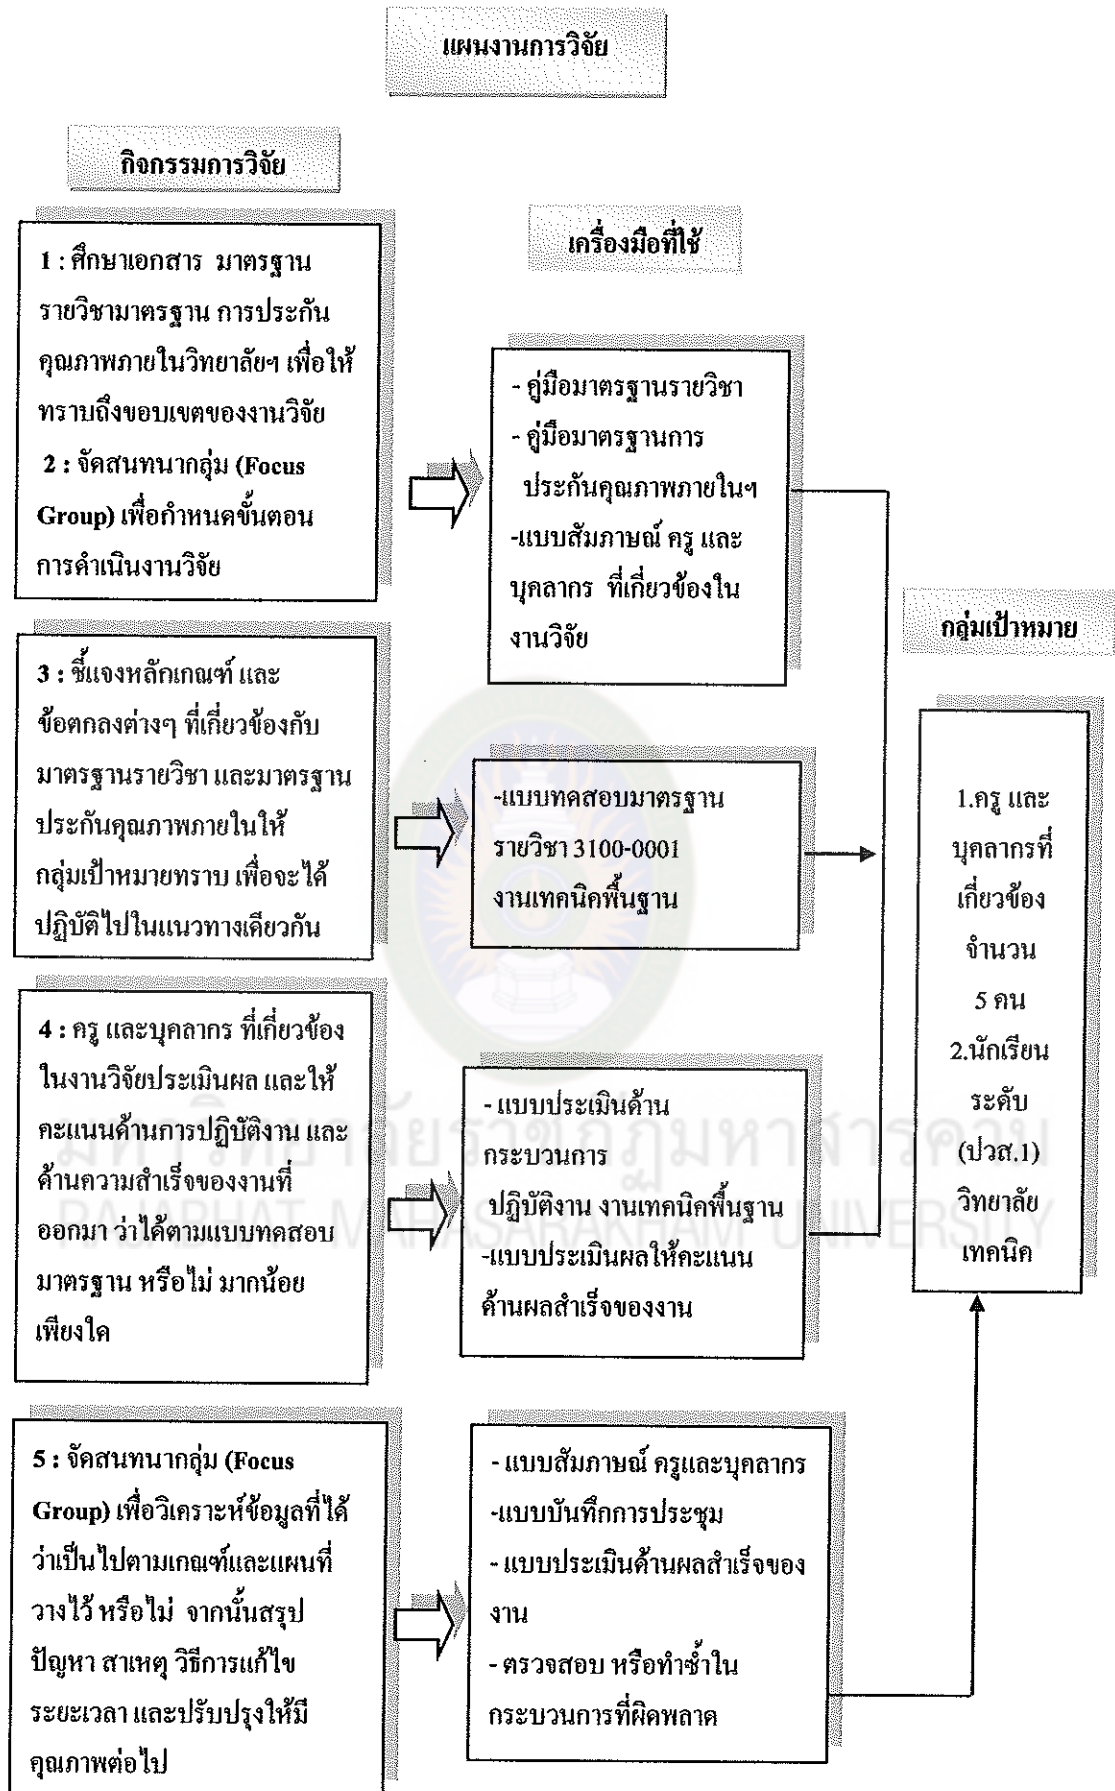 แผนงานการวิจัย
กิจกรรมการวิจัย
1 : ศึกษาเอกสาร มาตรฐาน
รายวิชามาตรฐาน การประกัน
คุณภาพภายในวิทยาลัยฯ เพื่อให้
ทราบถึงขอบเขตของงานวิจัย
2 : จัดสนทนากลุ่ม (Focus
Group) เพื่อกำหนดขั้นตอน
การดำเนินงานวิจัย
3 : ชี้แจงหลักเกณฑ์ และ
ข้อตกลงต่างๆ ที่เกี่ยวข้องกับ
มาตรฐานรายวิชา และมาตรฐาน
ประกันคุณภาพภายในให้
กลุ่มเป้าหมายทราบ เพื่อจะได้
ปฏิบัติไปในแนวทางเดียวกัน
4 : ครู และบุคลากร ที่เกี่ยวข้อง
ในงานวิจัยประเมินผล และให้
คะแนนด้านการปฏิบัติงาน และ
ด้านความสำเร็จของงานที่
ออกมา ว่าได้ตามแบบทดสอบ
มาตรฐาน หรือไม่ มากน้อย
เพียงใด
5 : จัดสนทนากลุ่ม (Focus
Group) เพื่อวิเคราะห์ข้อมูลที่ได้
ว่าเป็นไปตามเกณฑ์และแผนที่
วางไว้ หรือไม่ จากนั้นสรุป
ปัญหา สาเหตุ วิธีการแก้ไข
ระยะเวลา และปรับปรุงให้มี
คุณภาพต่อไป
เครื่องมือที่ใช้
- คู่มือมาตรฐานรายวิชา
- คู่มือมาตรฐานการ
ประกันคุณภาพภายในฯ
-แบบสัมภาษณ์ ครู และ
บุคลากร ที่เกี่ยวข้องใน
งานวิจัย
-แบบทดสอบมาตรฐาน
รายวิชา 3100-0001
งานเทคนิคพื้นฐาน
- แบบประเมินด้าน
กระบวนการ
ปฏิบัติงาน งานเทคนิคพื้นฐาน
-แบบประเมินผลให้คะแนน
ด้านผลสำเร็จของงาน
- แบบสัมภาษณ์ ครูและบุคลากร
-แบบบันทึกการประชุม
- แบบประเมินด้านผลสำเร็จของ
งาน
- ตรวจสอบ หรือทำซ้ำใน
กระบวนการที่ผิดพลาด
กลุ่มเป้าหมาย
1.ครู และ
บุคลากรที่
เกี่ยวข้อง
จำนวน
5 คน
2.นักเรียน
ระดับ
(ปวส.1)
วิทยาลัย
เทคนิค
มหาวิทยาลัยราชภัฏมหาสารคาม
RAJABHAT MAHASARAKHAM UNIVERSITY